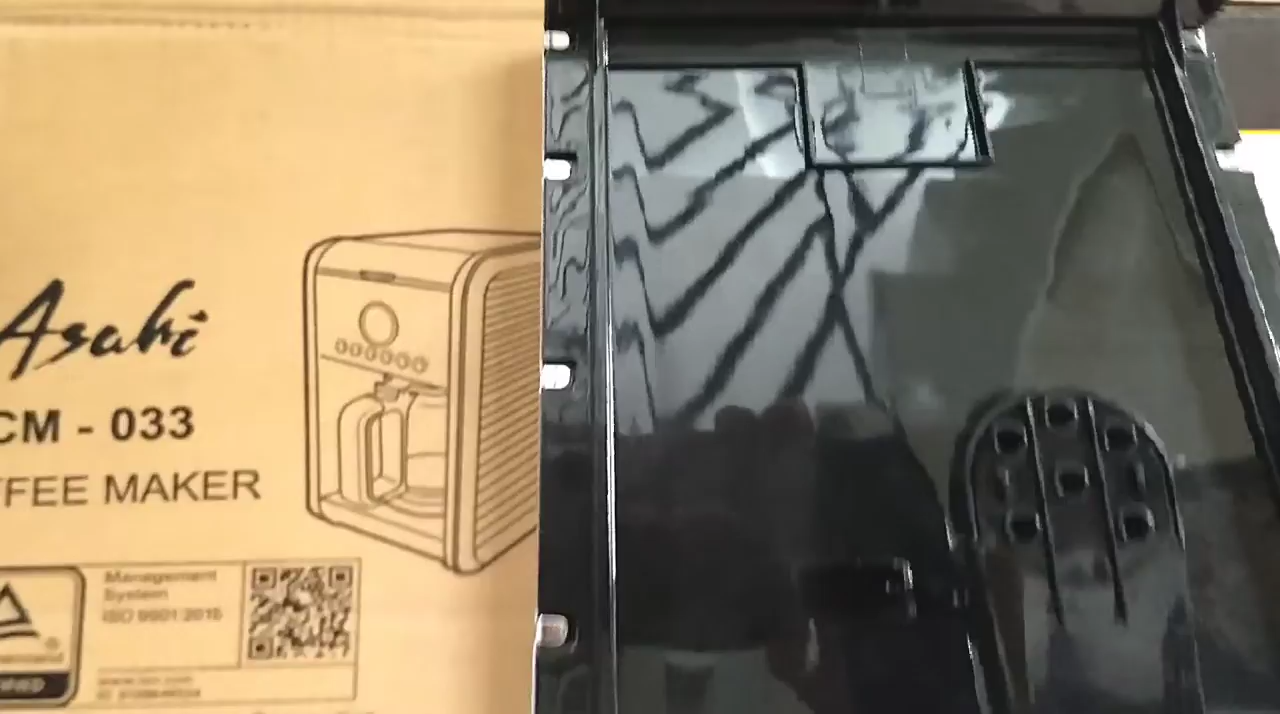 Asahi
CM - 033
FFEE MAKER
Management
System
ISO 9001:2015